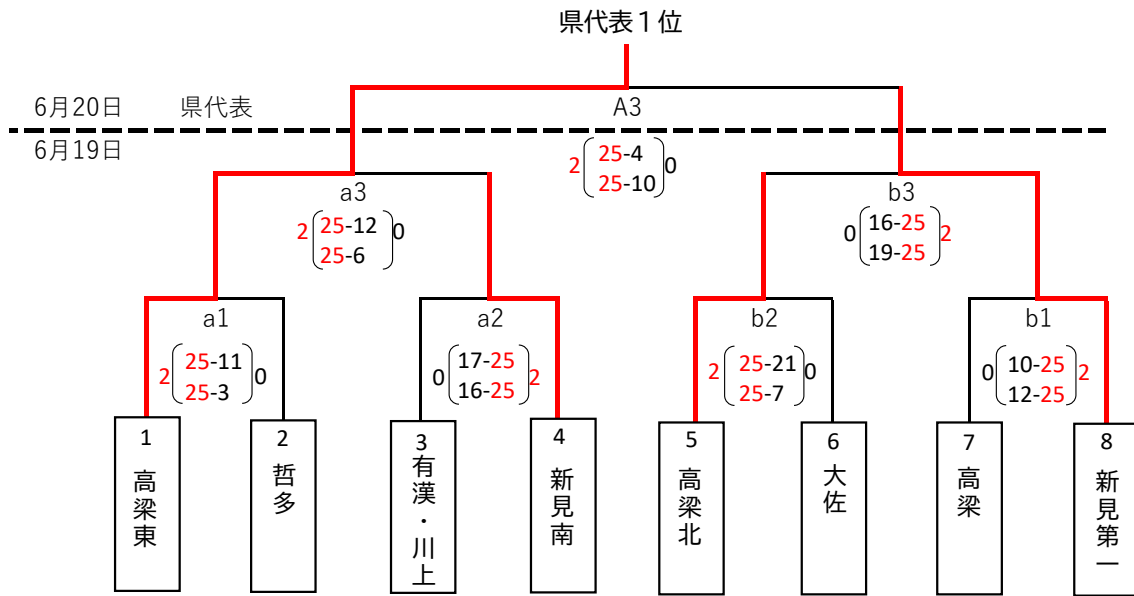 県代表１位
6月20日 県代表 A3
6月19日
2 25-4 0
25-10
a3 b3
2 25-12 0
25-6
0 16-25 2
19-25
a1 a2 b2 b1
2 25-11 0
25-3
0 17-25 2
16-25
2 25-21 0
25-7
0 10-25 2
12-25
1 高梁東
2 哲多
3 有漢・川上
4 新見南
5 高梁北
6 大佐
7 高梁
8 新見第一